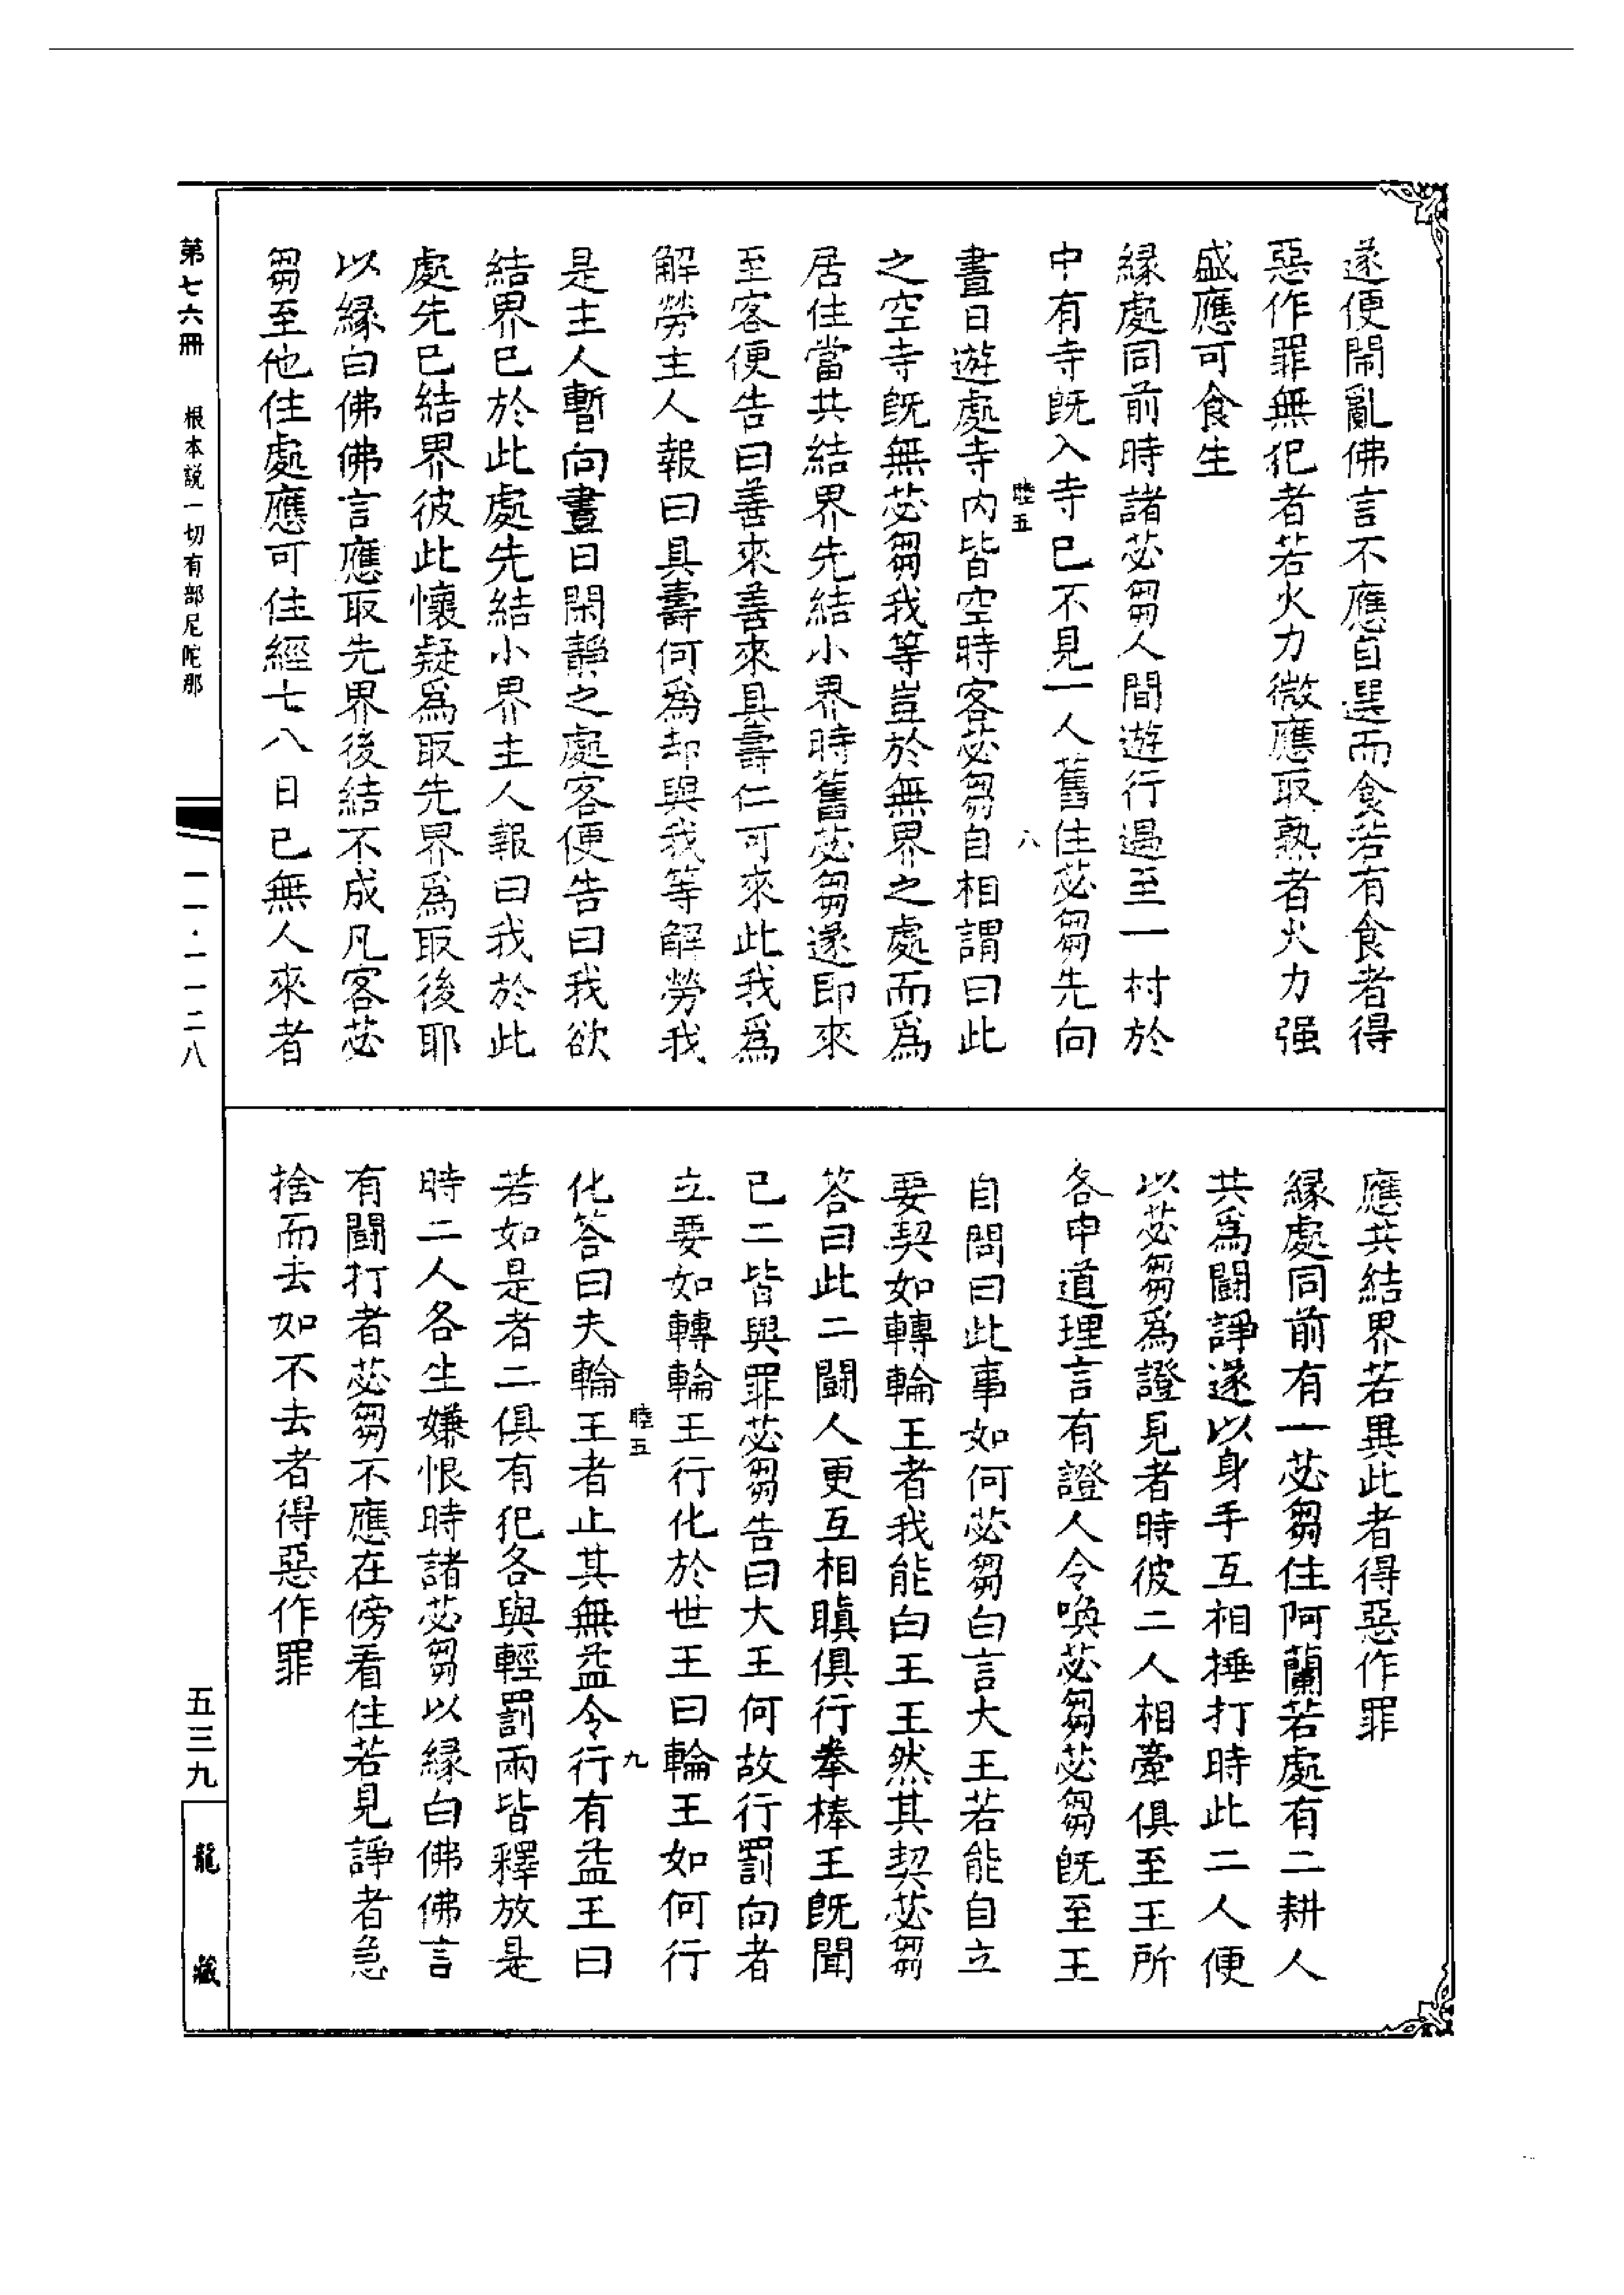 遂便鬧亂佛言不應自選而食若有食者得
惡作罪無犯者若火力微應取熟者火力强
盛應可食生
緣處同前時諸苾芻人間遊行遇至一村於
中有寺旣入寺已不見一人舊住苾芻先向
睦五 八
晝日遊處寺內皆空時客苾芻自相謂曰此
之空寺旣無苾芻我等豈於無界之處而爲
居住當共結界先結小界時舊苾芻遂即來
至客便告曰善來善來具壽仁可來此我爲
解勞主人報曰具壽何爲却與我等解勞我
是主人暫向晝日閑靜之處客便告曰我欲
結界已於此處先結小界主人報曰我於此
處先已結界彼此懷疑爲取先界爲取後耶
以緣白佛佛言應取先界後結不成凡客苾
芻至他住處應可住經七八日已無人來者
應共結界若異此者得惡作罪
緣處同前有一苾芻住阿蘭若處有二耕人
共爲鬪諍遂以身手互相捶打時此二人便
以苾芻爲證見者時彼二人相牽俱至王所
各申道理言有證人令喚苾芻苾芻旣至王
自問曰此事如何苾芻白言大王若能自立
要契如轉輪王者我能白王王然其契苾芻
答曰此二鬪人更互相瞋俱行拳棒王旣聞
已二皆與罪苾芻告曰大王何故行罰向者
立要如轉輪王行化於世王曰輪王如何行
睦五 九
化答曰夫輪王者止其無益令行有益王曰
若如是者二俱有犯各與輕罰兩皆釋放是
時二人各生嫌恨時諸苾芻以緣白佛佛言
有鬪打者苾芻不應在傍看住若見諍者急
捨而去如不去者得惡作罪
第七六冊 根本說一切有部尼陀那
一一·一一二八
五三九
龍藏